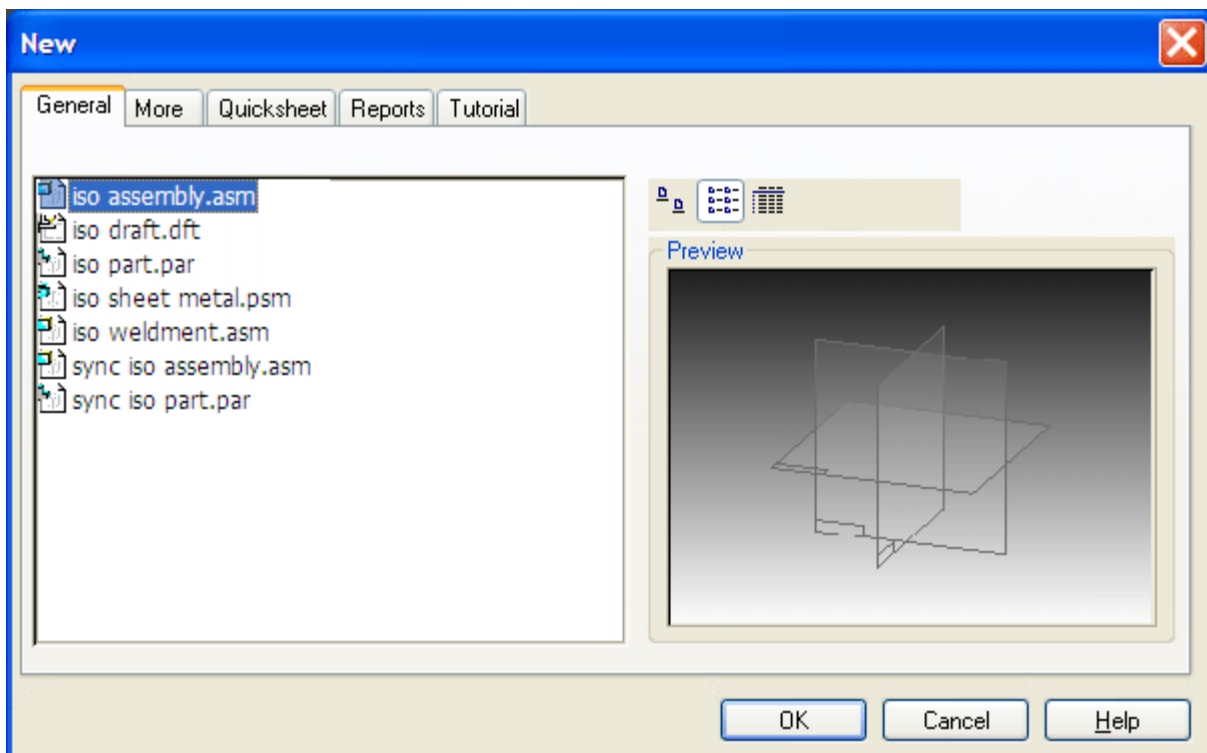 New
General More Quicksheet Reports Tutorial
iso assembly.asm
iso draft.dft
iso part.par
iso sheet metal.psm
iso weldment.asm
sync iso assembly.asm
sync iso part.par
Preview
OK Cancel Help